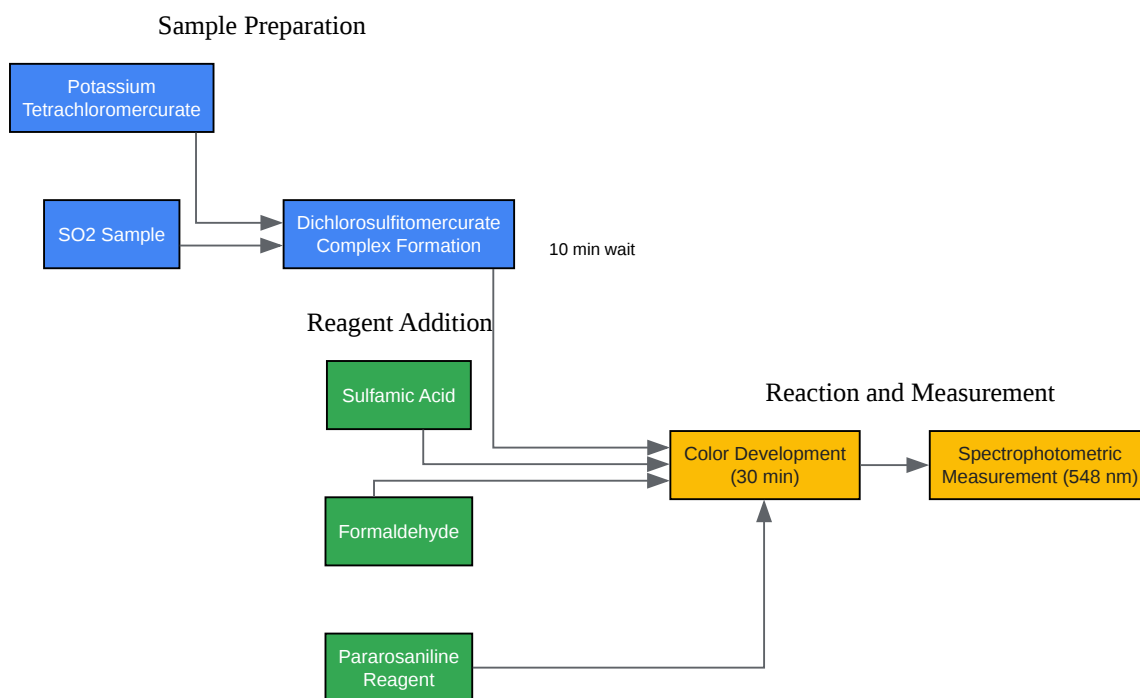 Sample Preparation
Potassium
Tetrachloromercurate
SO2 Sample
Dichlorosulfitomercurate
Complex Formation
10 min wait
Reagent Addition
Sulfamic Acid
Formaldehyde
Pararosaniline
Reagent
Reaction and Measurement
Color Development
(30 min)
Spectrophotometric
Measurement (548 nm)